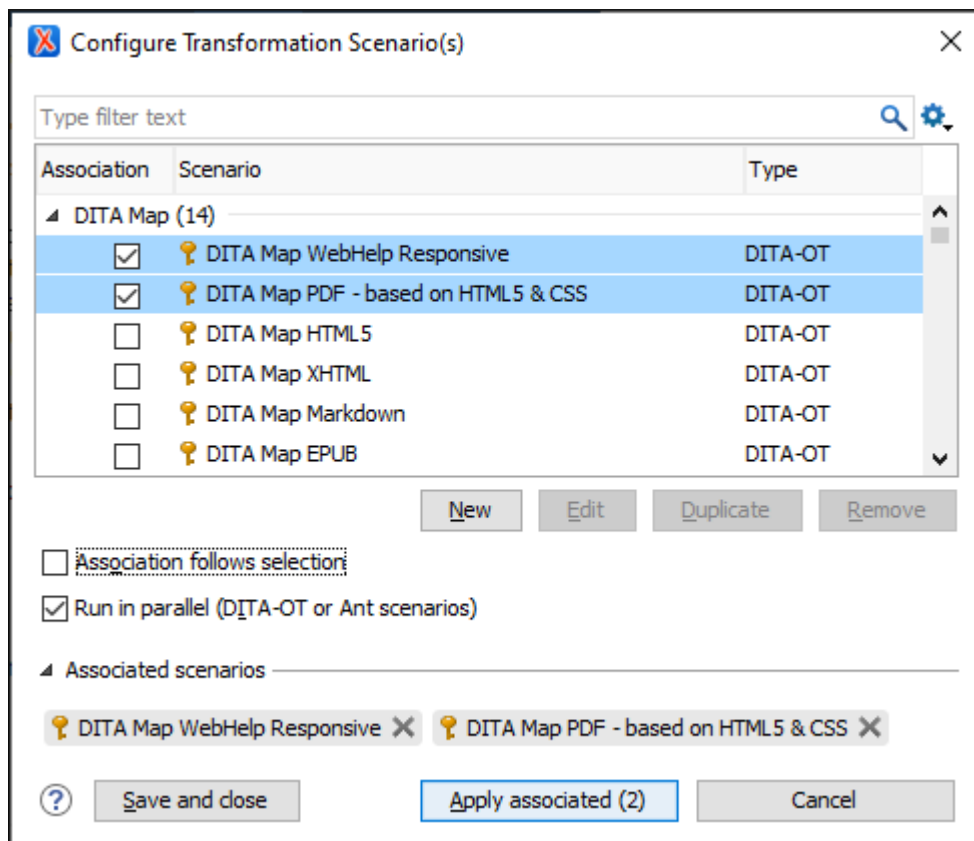 Configure Transformation Scenario(s)
Type filter text
Association Scenario Type
DITA Map (14)
DITA Map WebHelp Responsive DITA-OT
DITA Map PDF - based on HTML5 & CSS DITA-OT
DITA Map HTML5 DITA-OT
DITA Map XHTML DITA-OT
DITA Map Markdown DITA-OT
DITA Map EPUB DITA-OT
New Edit Duplicate Remove
Association follows selection
Run in parallel (DITA-OT or Ant scenarios)
Associated scenarios
DITA Map WebHelp Responsive DITA Map PDF - based on HTML5 & CSS
? Save and close Apply associated (2) Cancel